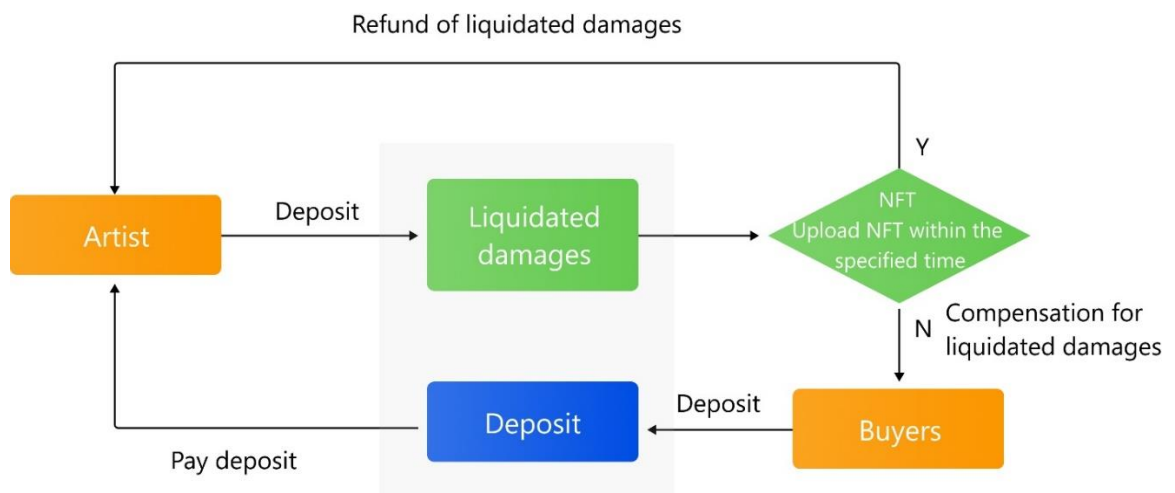 Refund of liquidated damages
Y
Artist
Deposit
Liquidated
damages
NFT
Upload NFT within the
specified time
N
Compensation for
liquidated damages
Pay deposit
Deposit
Deposit
Buyers